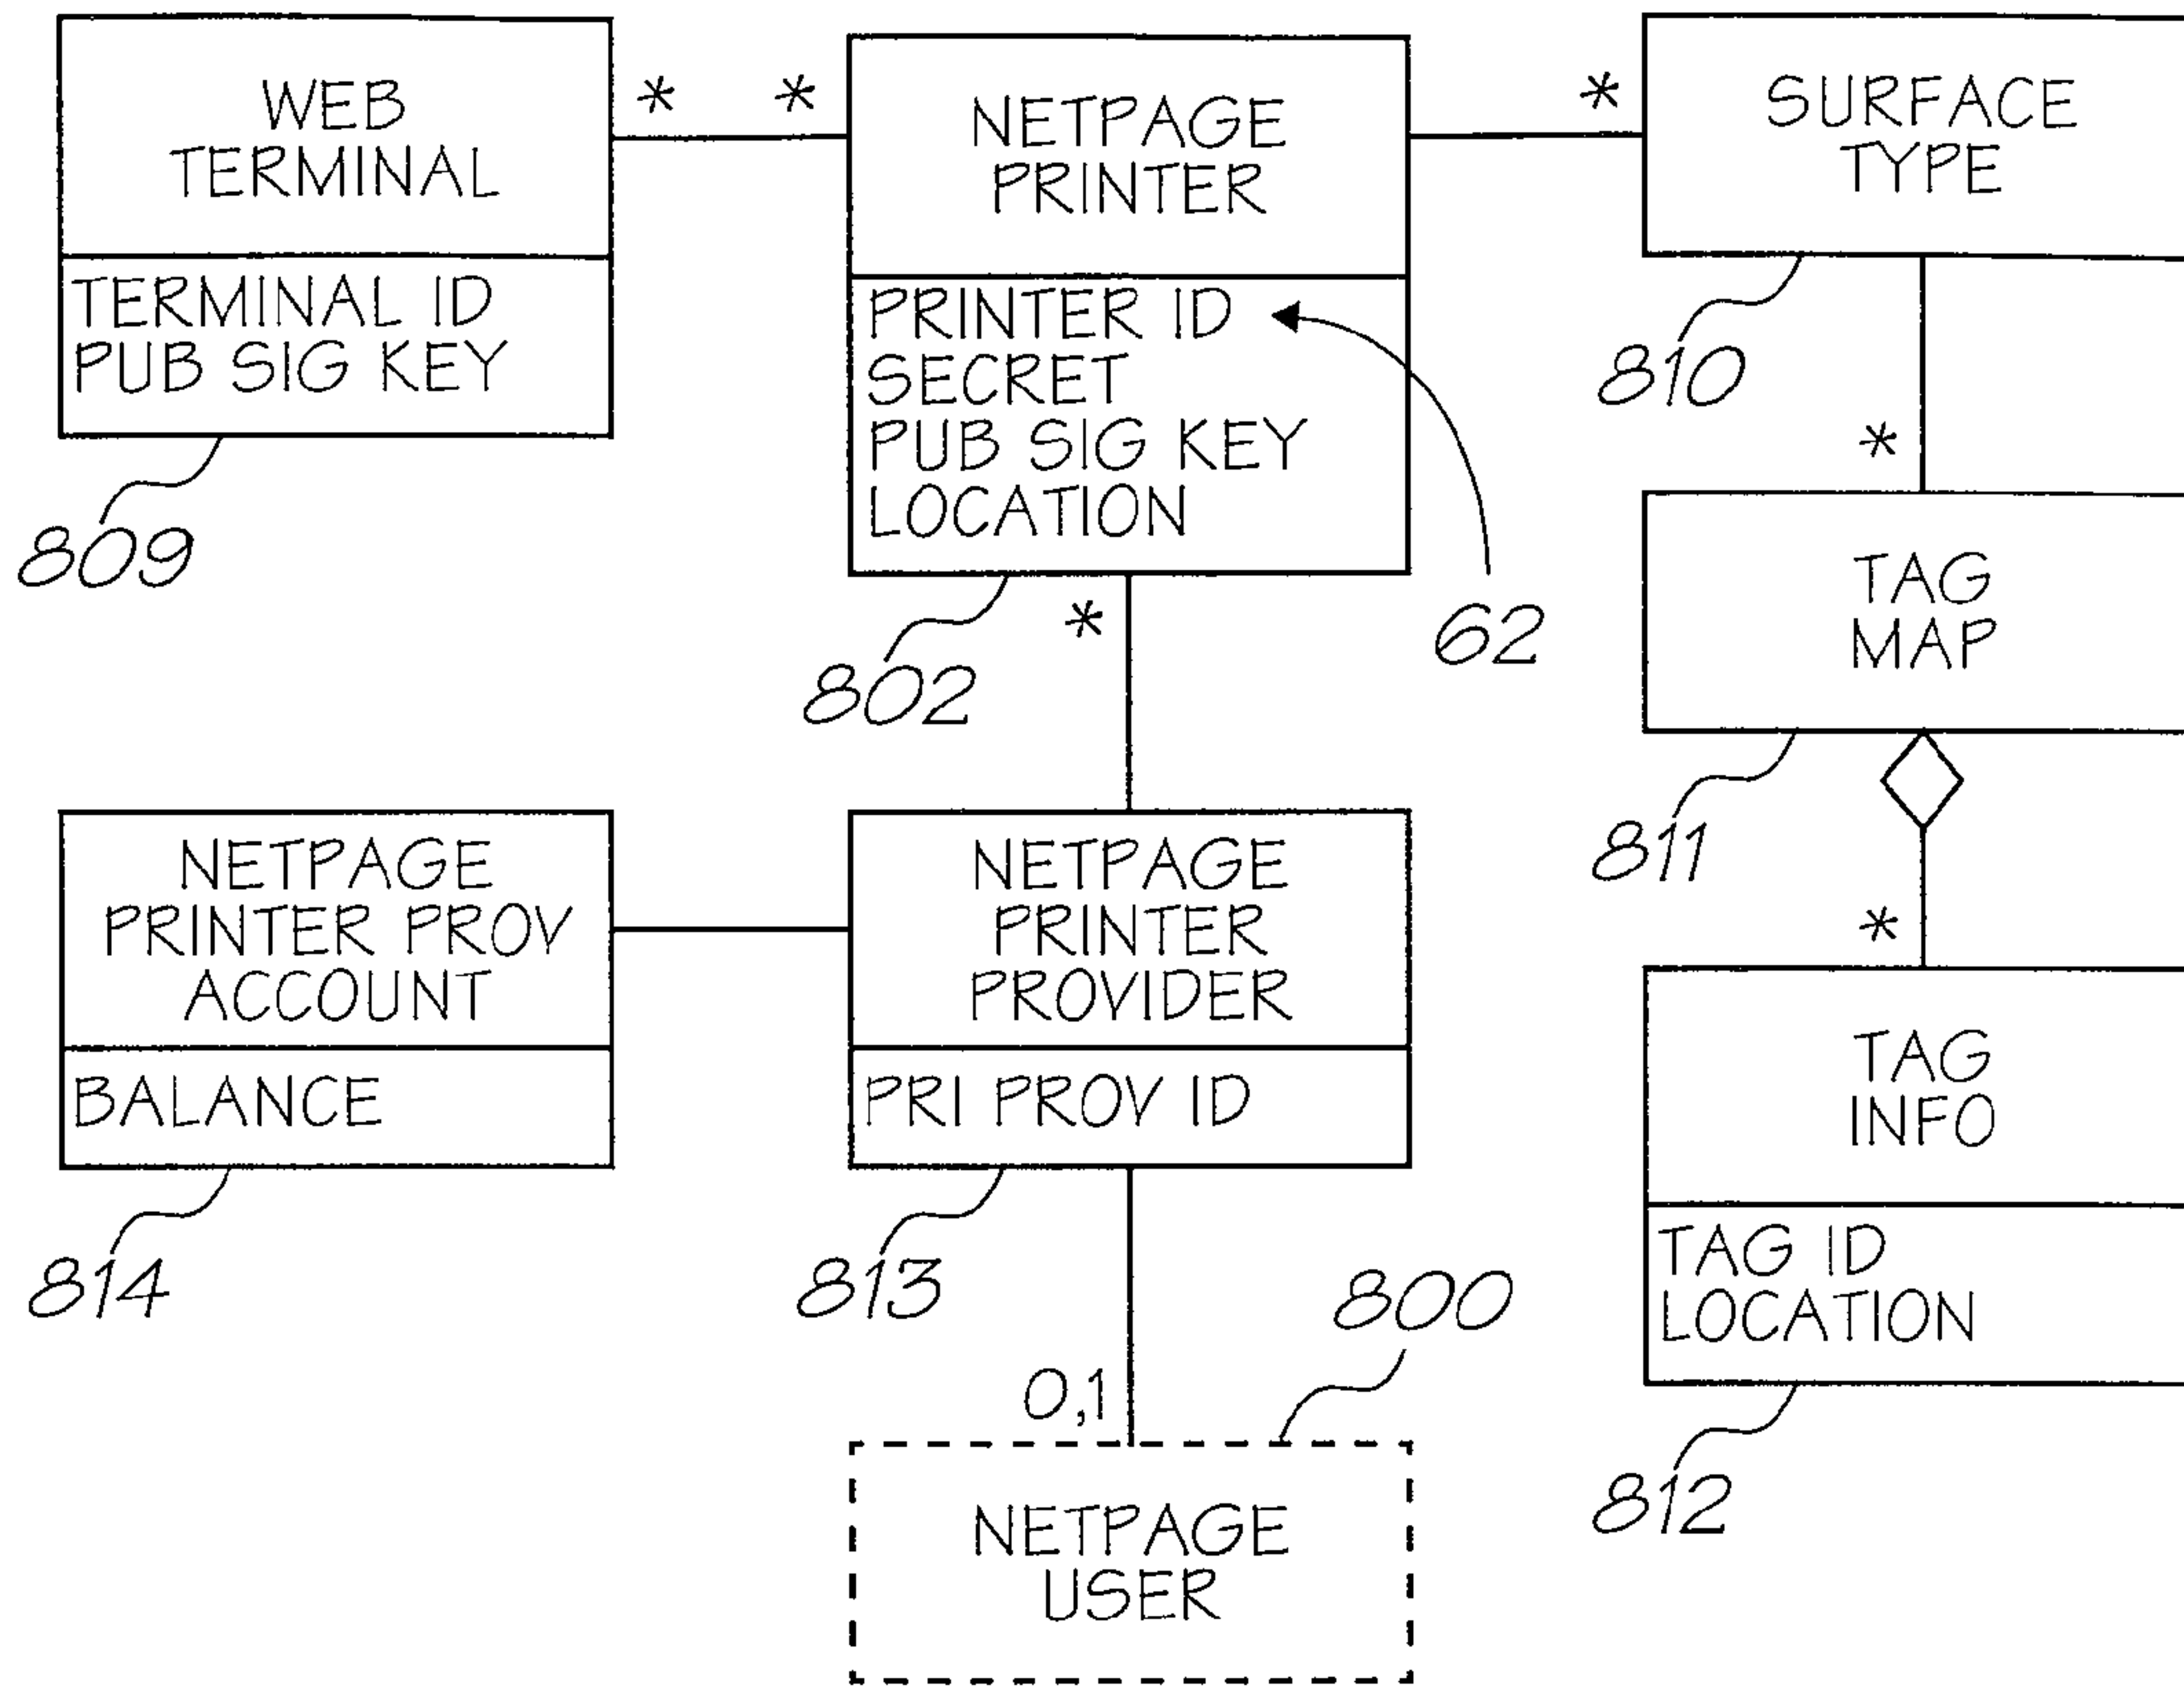 WEB
TERMINAL
TERMINAL ID
PUB SIG KEY
809
* *
NETPAGE
PRINTER
PRINTER ID
SECRET
PUB SIG KEY
LOCATION
62
802
*
*
SURFACE
TYPE
810
*
TAG
MAP
811
*
TAG
INFO
TAG ID
LOCATION
812
NETPAGE
PRINTER PROV
ACCOUNT
BALANCE
814
NETPAGE
PRINTER
PROVIDER
PRI PROV ID
813
800
0,1
NETPAGE
USER